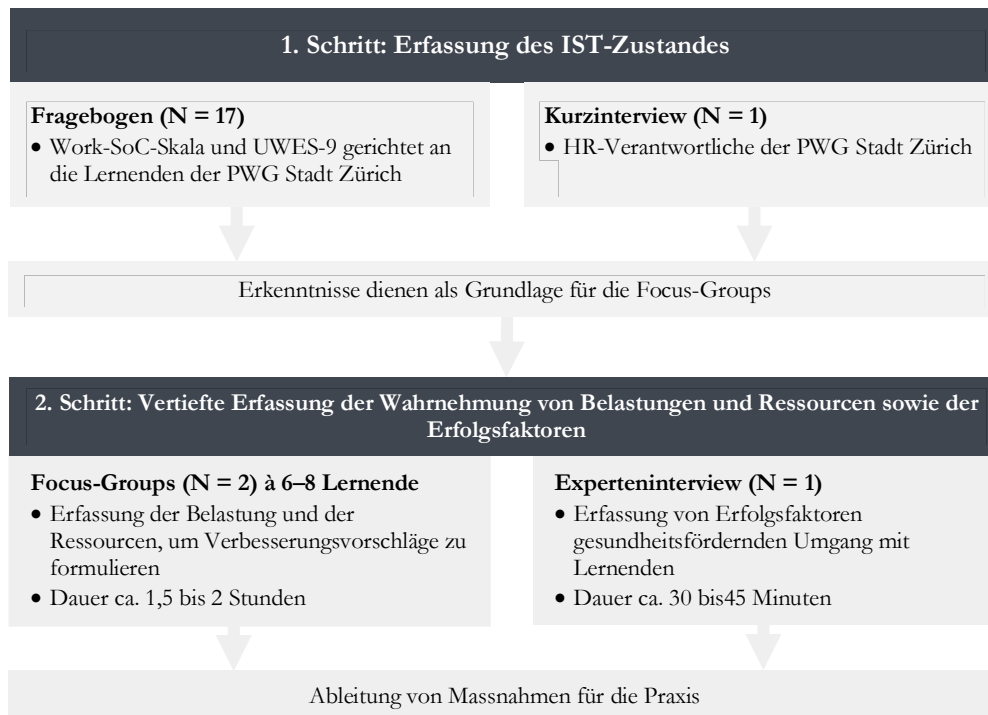 1. Schritt: Erfassung des IST-Zustandes
Fragebogen (N = 17)
• Work-SoC-Skala und UWES-9 gerichtet an
die Lernenden der PWG Stadt Zürich
Kurzinterview (N = 1)
• HR-Verantwortliche der PWG Stadt Zürich
Erkenntnisse dienen als Grundlage für die Focus-Groups
2. Schritt: Vertiefte Erfassung der Wahrnehmung von Belastungen und Ressourcen sowie der
Erfolgsfaktoren
Focus-Groups (N = 2) à 6–8 Lernende
• Erfassung der Belastung und der
Ressourcen, um Verbesserungsvorschläge zu
formulieren
• Dauer ca. 1,5 bis 2 Stunden
Experteninterview (N = 1)
• Erfassung von Erfolgsfaktoren
gesundheitsfördernden Umgang mit
Lernenden
• Dauer ca. 30 bis45 Minuten
Ableitung von Massnahmen für die Praxis